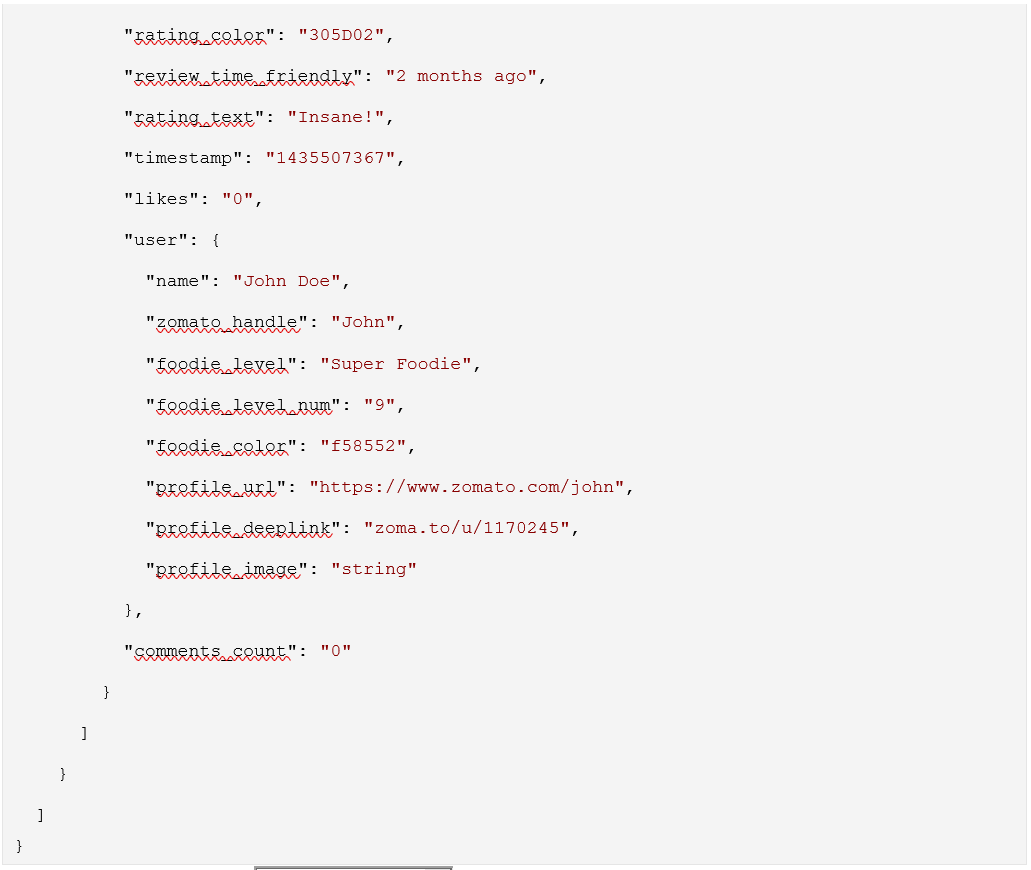 "rating_color": "305D02",
"review_time_friendly": "2 months ago",
"rating_text": "Insane!",
"timestamp": "1435507367",
"likes": "0",
"user": {
"name": "John Doe",
"zomato_handle": "John",
"foodie_level": "Super Foodie",
"foodie_level_num": "9",
"foodie_color": "f58552",
"profile_url": "https://www.zomato.com/john",
"profile_deeplink": "zoma.to/u/1170245",
"profile_image": "string"
},
"comments_count": "0"
}
]
}
]
}